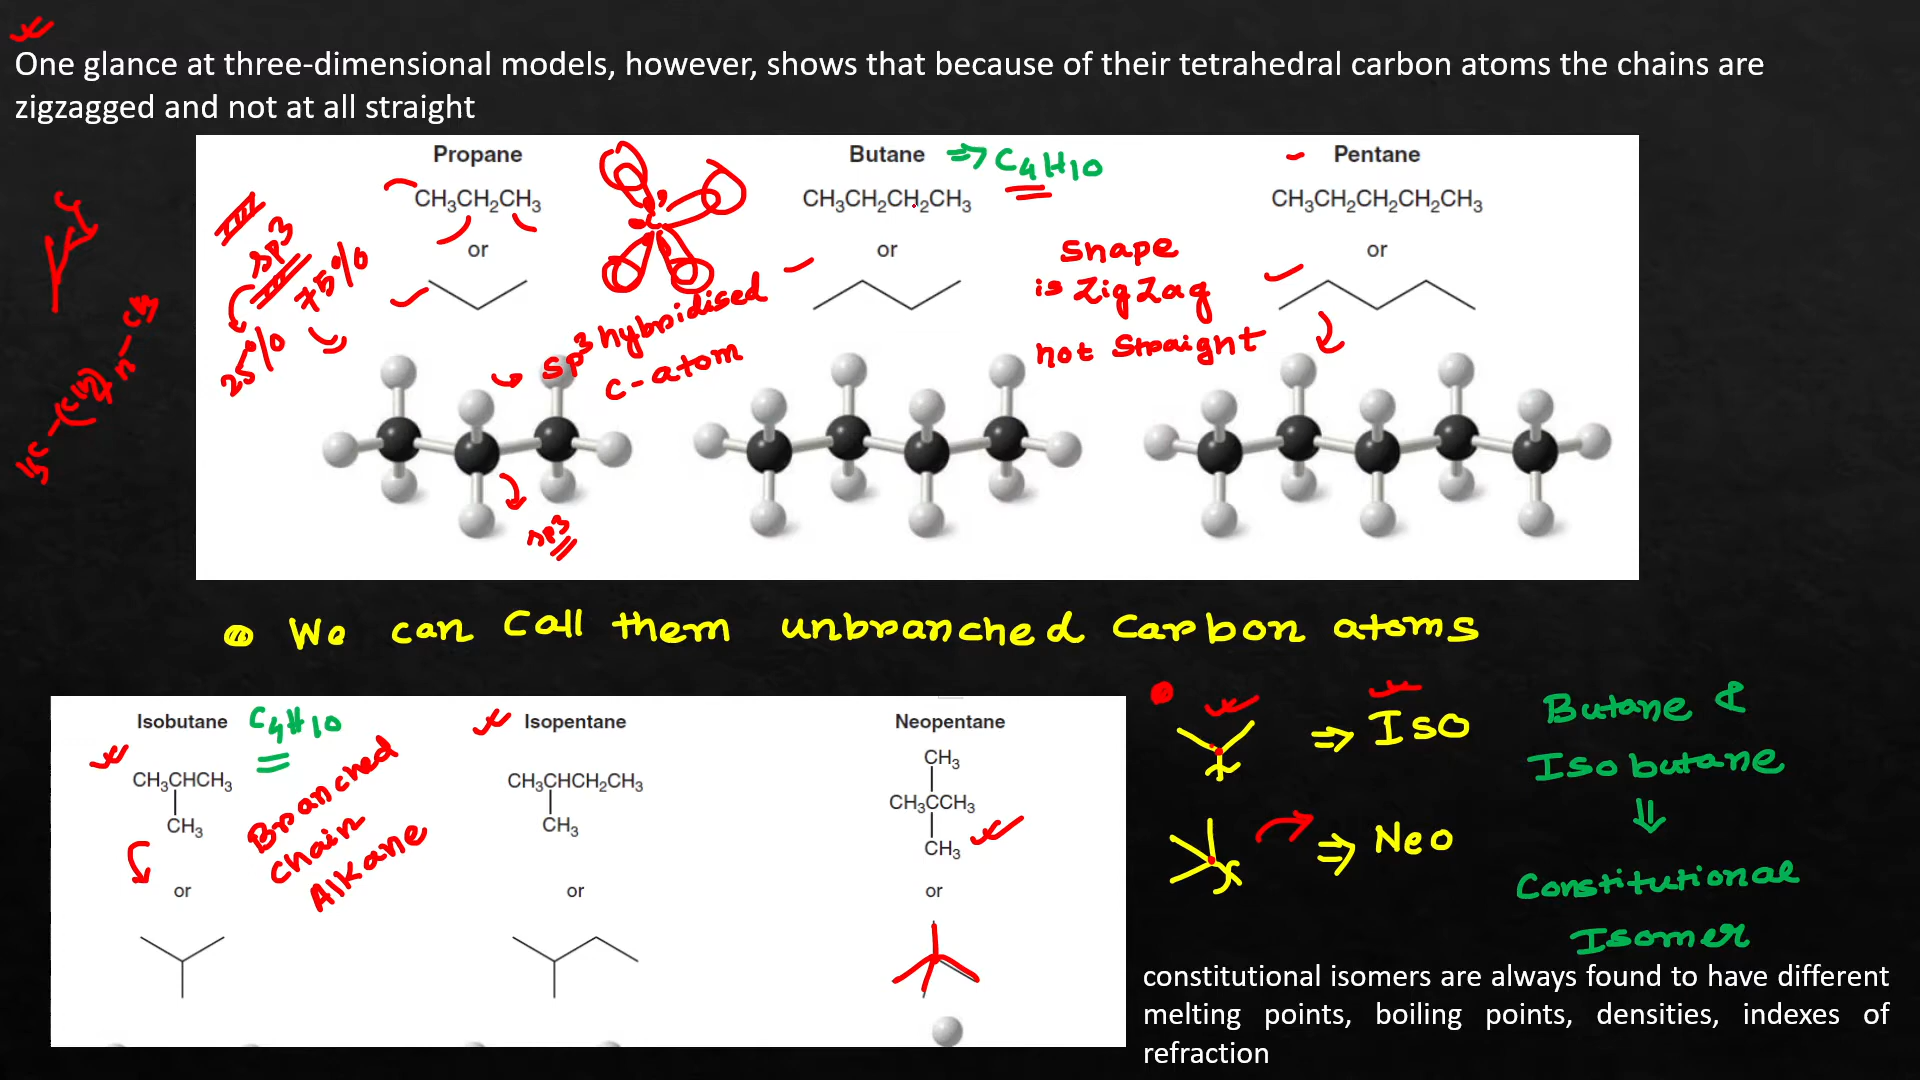 One glance at three-dimensional models, however, shows that because of their tetrahedral carbon atoms the chains are
zigzagged and not at all straight
Propane
CH₃CH₂CH₃
or
Butane ⇒ C₄H₁₀
CH₃CH₂CH₂CH₃
or
Pentane
CH₃CH₂CH₂CH₂CH₃
or
sp3
75%
25%
sp³ hybridised
c-atom
sp3
Snape
is ZigZag
not Straight
We can Call them unbranched Carbon atoms
Isobutane C₄H₁₀
CH₃CHCH₃
CH₃
or
Branched
Chain
Alkane
Isopentane
CH₃CHCH₂CH₃
CH₃
or
Neopentane
CH₃
CH₃CCH₃
CH₃
or
⇒ Iso
⇒ Neo
Butane &
Isobutane
⇓
Constitutional
Isomer
constitutional isomers are always found to have different
melting points, boiling points, densities, indexes of
refraction